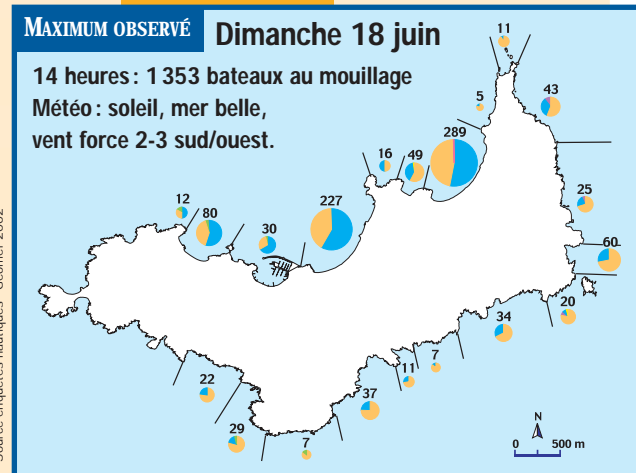 MAXIMUM OBSERVÉ
Dimanche 18 juin
14 heures : 1 353 bateaux au mouillage
Météo : soleil, mer belle,
vent force 2-3 sud/ouest.
11
5
43
289
16
49
12
80
30
227
25
60
20
34
7
11
37
22
29
7
N
0 500 m